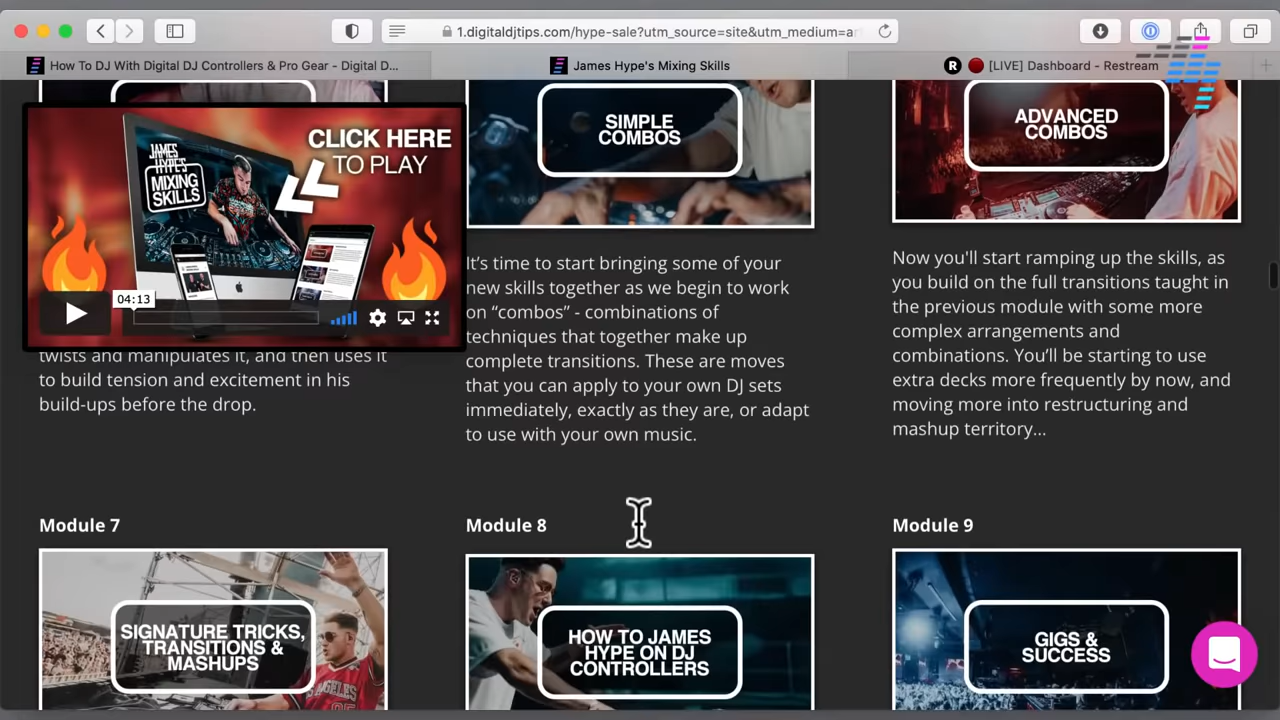 1.digitaldjtips.com/hype-sale?utm_source=site&utm_medium=ar
How To DJ With Digital DJ Controllers & Pro Gear - Digital D...
James Hype's Mixing Skills
R [LIVE] Dashboard - Restream
CLICK HERE
TO PLAY
JAMES
HYPE'S
MIXING
SKILLS
04:13
twists and manipulates it, and then uses it
to build tension and excitement in his
build-ups before the drop.
SIMPLE
COMBOS
It’s time to start bringing some of your
new skills together as we begin to work
on “combos” - combinations of
techniques that together make up
complete transitions. These are moves
that you can apply to your own DJ sets
immediately, exactly as they are, or adapt
to use with your own music.
ADVANCED
COMBOS
Now you'll start ramping up the skills, as
you build on the full transitions taught in
the previous module with some more
complex arrangements and
combinations. You’ll be starting to use
extra decks more frequently by now, and
moving more into restructuring and
mashup territory...
Module 7
SIGNATURE TRICKS,
TRANSITIONS &
MASHUPS
Module 8
HOW TO JAMES
HYPE ON DJ
CONTROLLERS
Module 9
GIGS &
SUCCESS